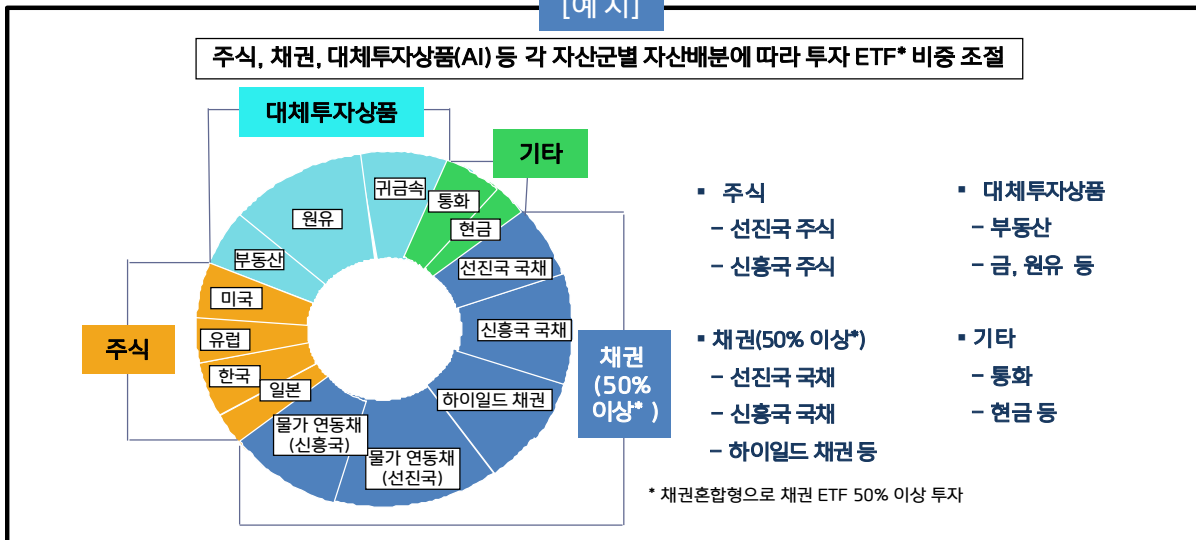 [예 시]
주식, 채권, 대체투자상품(AI) 등 각 자산군별 자산배분에 따라 투자 ETF* 비중 조절
대체투자상품
기타
귀금속
통화
원유
현금
부동산
선진국 국채
미국
신흥국 국채
유럽
주식
한국
일본
하이일드 채권
채권
(50%
이상* )
물가 연동채
(신흥국)
물가 연동채
(선진국)
▪ 주식
– 선진국 주식
– 신흥국 주식
▪ 대체투자상품
– 부동산
– 금, 원유 등
▪ 채권(50% 이상*)
– 선진국 국채
– 신흥국 국채
– 하이일드 채권 등
▪ 기타
– 통화
– 현금 등
* 채권혼합형으로 채권 ETF 50% 이상 투자